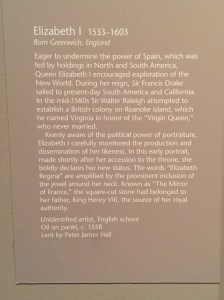 Elizabeth I 1533–1603
Born Greenwich, England
Eager to undermine the power of Spain, which was
fed by holdings in North and South America,
Queen Elizabeth I encouraged exploration of the
New World. During her reign, Sir Francis Drake
sailed to present-day South America and California.
In the mid-1580s Sir Walter Raleigh attempted to
establish a British colony on Roanoke Island, which
he named Virginia in honor of the "Virgin Queen,"
who never married.
Keenly aware of the political power of portraiture,
Elizabeth I carefully monitored the production and
dissemination of her likeness. In this early portrait,
made shortly after her accession to the throne, she
boldly declares her new status. The words "Elizabeth
Regina" are amplified by the prominent inclusion of
the jewel around her neck. Known as "The Mirror
of France," the square-cut stone had belonged to
her father, King Henry VIII, the source of her royal
authority.
Unidentified artist, English school
Oil on panel, c. 1558
Lent by Peter James Hall